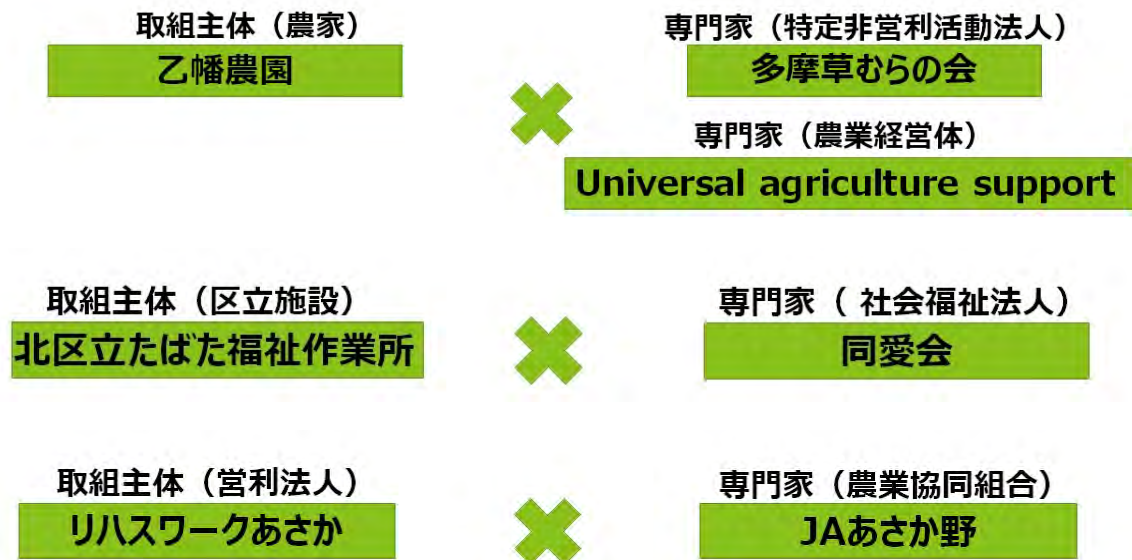 取組主体（農家）
乙幡農園
専門家（特定非営利活動法人）
多摩草むらの会
専門家（農業経営体）
Universal agriculture support
取組主体（区立施設）
北区立たばた福祉作業所
専門家（ 社会福祉法人）
同愛会
取組主体（営利法人）
リハスワークあさか
専門家（農業協同組合）
JAあさか野